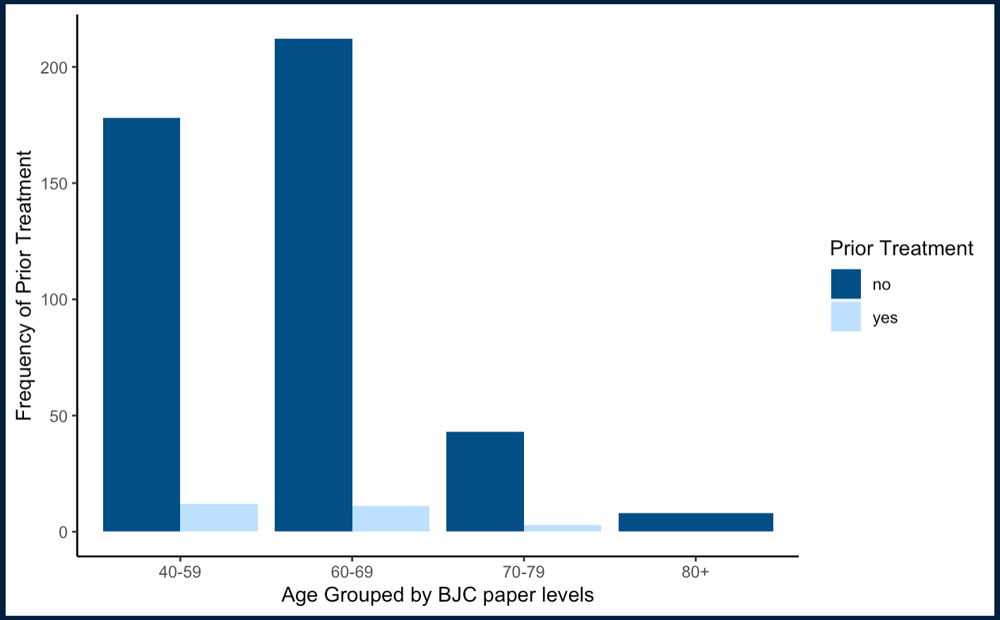 Frequency of Prior Treatment
200
150
100
50
0
40-59
60-69
70-79
80+
Age Grouped by BJC paper levels
Prior Treatment
no
yes